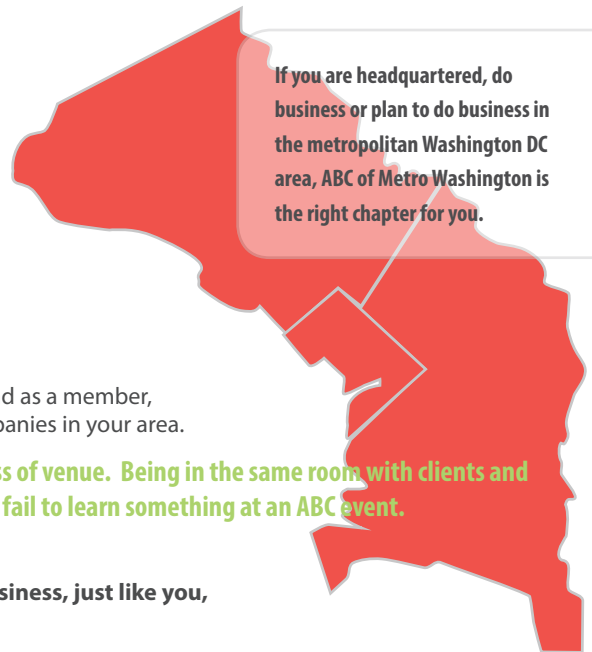 If you are headquartered, do
business or plan to do business in
the metropolitan Washington DC
area, ABC of Metro Washington is
the right chapter for you.
d as a member,
panies in your area.
ss of venue. Being in the same room with clients and
fail to learn something at an ABC event.
siness, just like you,